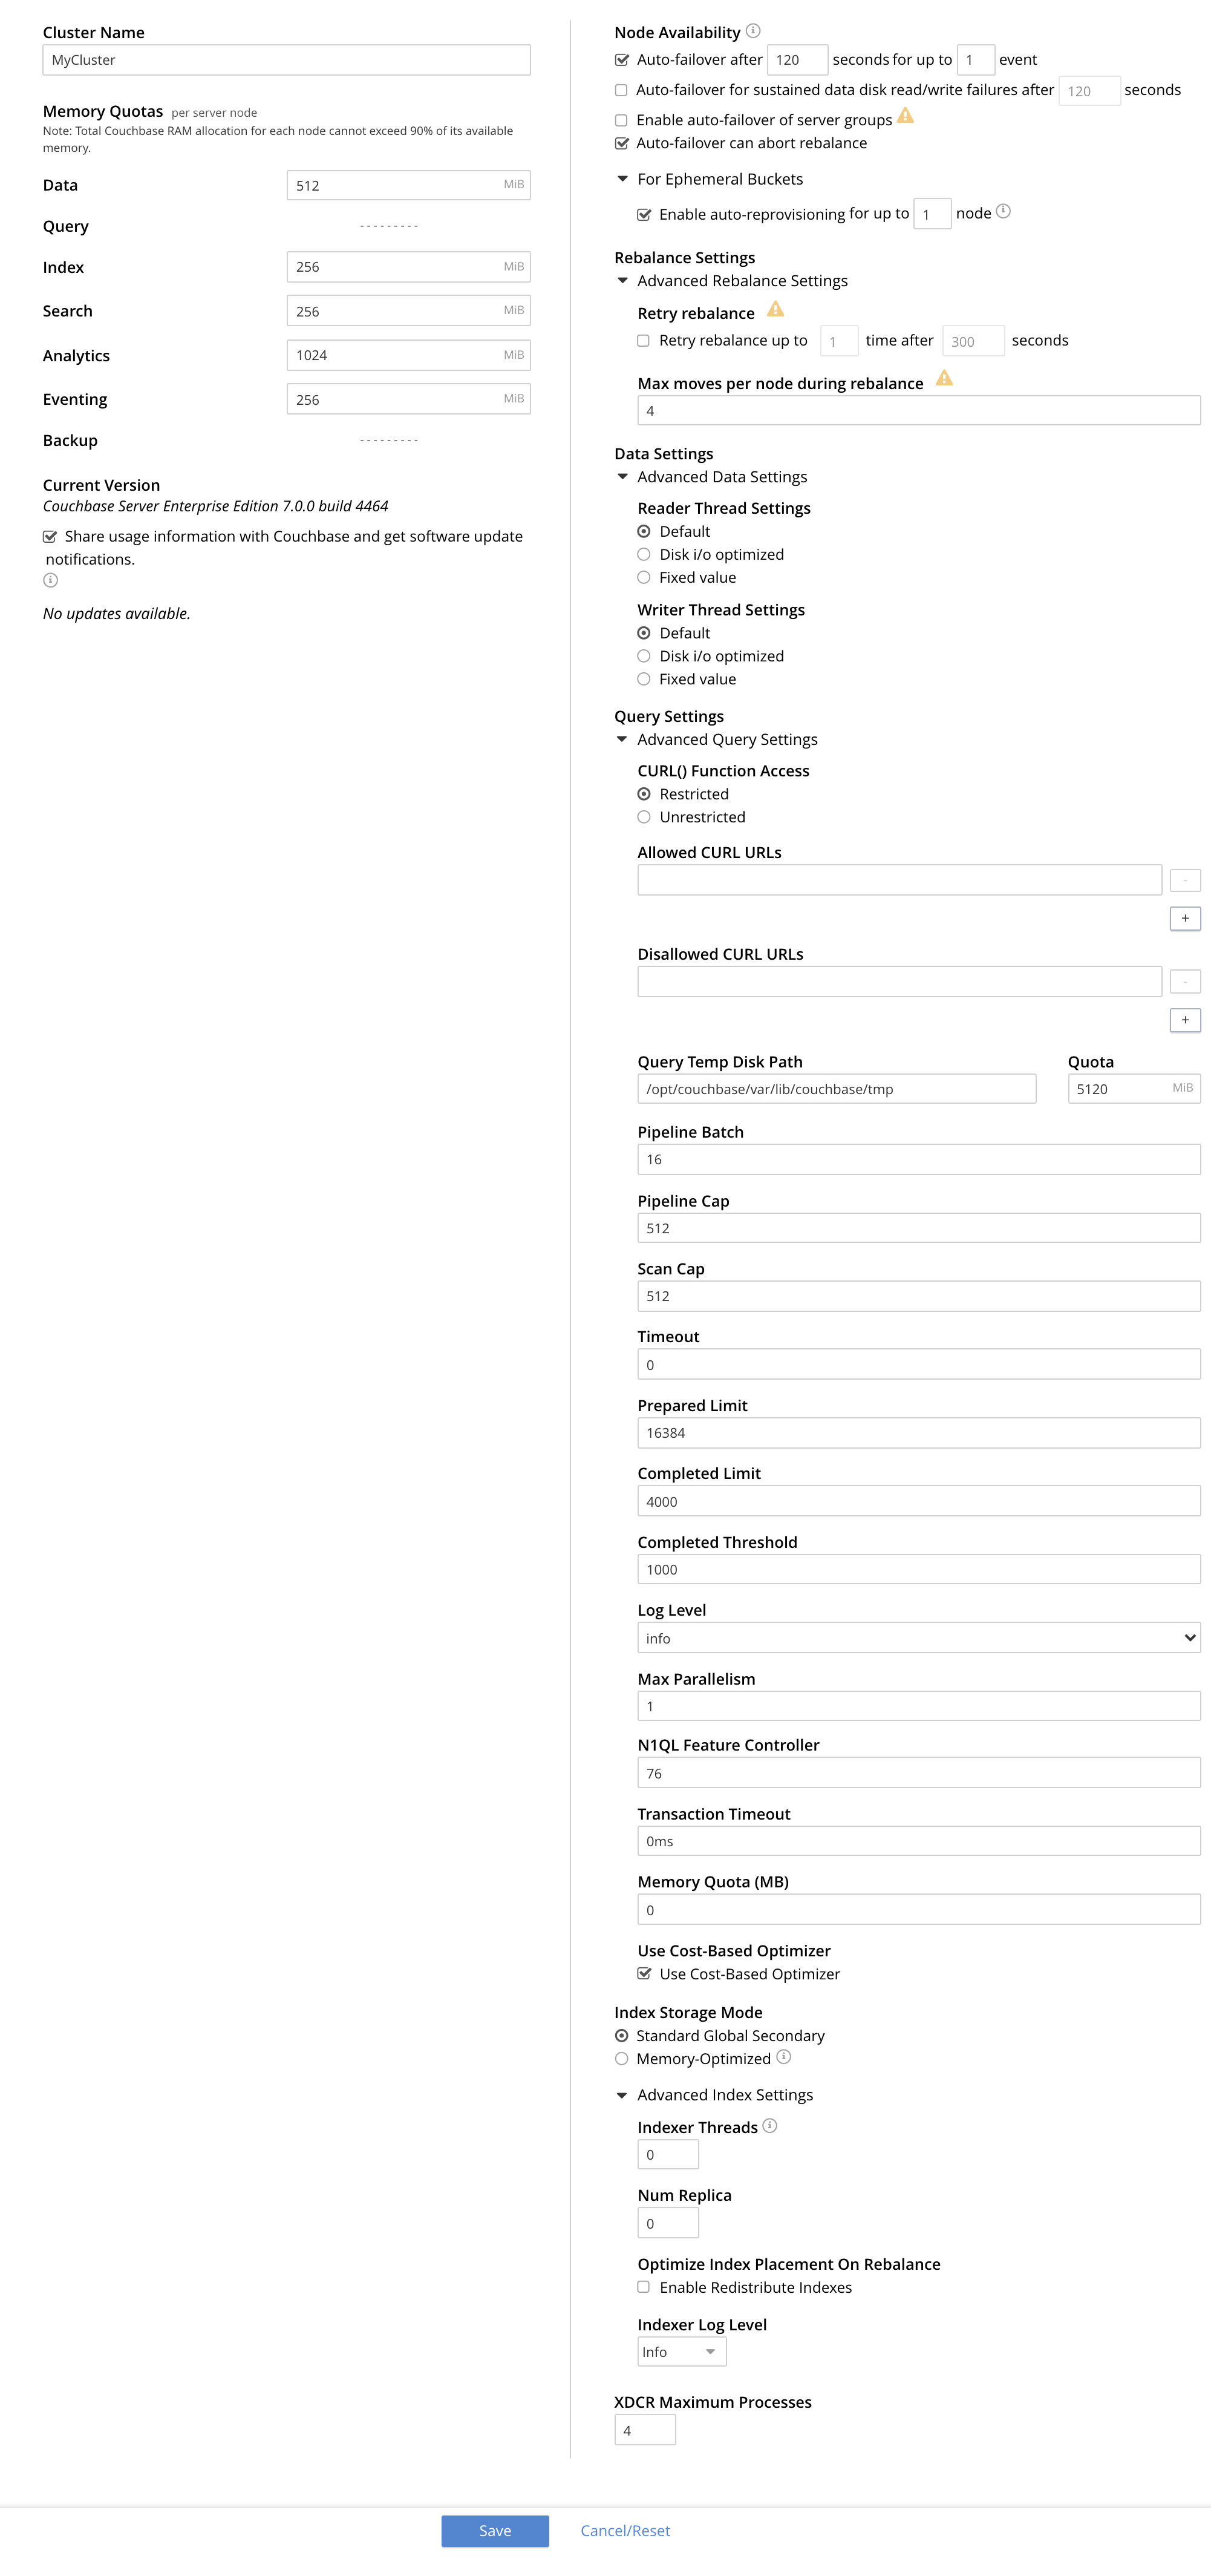 Cluster Name
MyCluster
Memory Quotas per server node
Note: Total Couchbase RAM allocation for each node cannot exceed 90% of its available
memory.
Data 512 MiB
Query ---------
Index 256 MiB
Search 256 MiB
Analytics 1024 MiB
Eventing 256 MiB
Backup ---------
Current Version
Couchbase Server Enterprise Edition 7.0.0 build 4464
Share usage information with Couchbase and get software update
notifications.
No updates available.
Node Availability
Auto-failover after 120 seconds for up to 1 event
Auto-failover for sustained data disk read/write failures after 120 seconds
Enable auto-failover of server groups
Auto-failover can abort rebalance
For Ephemeral Buckets
Enable auto-reprovisioning for up to 1 node
Rebalance Settings
Advanced Rebalance Settings
Retry rebalance
Retry rebalance up to 1 time after 300 seconds
Max moves per node during rebalance
4
Data Settings
Advanced Data Settings
Reader Thread Settings
Default
Disk i/o optimized
Fixed value
Writer Thread Settings
Default
Disk i/o optimized
Fixed value
Query Settings
Advanced Query Settings
CURL() Function Access
Restricted
Unrestricted
Allowed CURL URLs
-
+
Disallowed CURL URLs
-
+
Query Temp Disk Path Quota
/opt/couchbase/var/lib/couchbase/tmp 5120 MiB
Pipeline Batch
16
Pipeline Cap
512
Scan Cap
512
Timeout
0
Prepared Limit
16384
Completed Limit
4000
Completed Threshold
1000
Log Level
info
Max Parallelism
1
N1QL Feature Controller
76
Transaction Timeout
0ms
Memory Quota (MB)
0
Use Cost-Based Optimizer
Use Cost-Based Optimizer
Index Storage Mode
Standard Global Secondary
Memory-Optimized
Advanced Index Settings
Indexer Threads
0
Num Replica
0
Optimize Index Placement On Rebalance
Enable Redistribute Indexes
Indexer Log Level
Info
XDCR Maximum Processes
4
Save Cancel/Reset